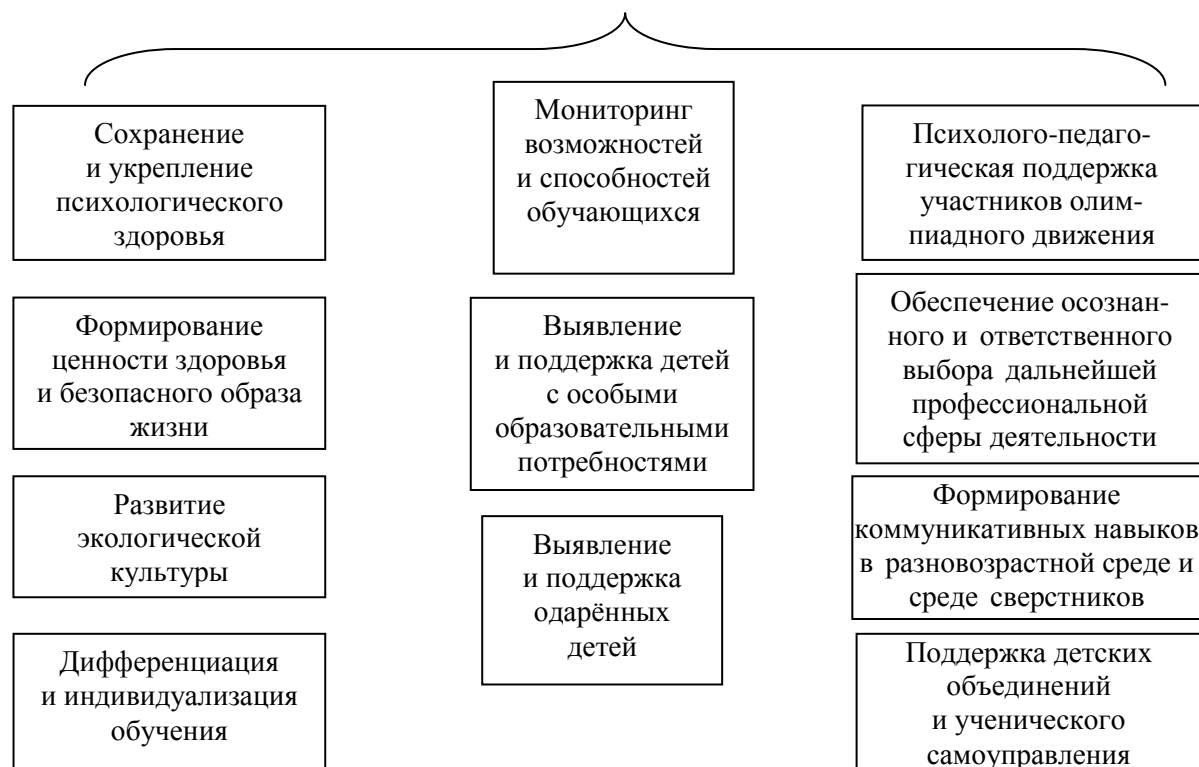 Сохранение
и укрепление
психологического
здоровья
Формирование
ценности здоровья
и безопасного образа
жизни
Развитие
экологической
культуры
Дифференциация
и индивидуализация
обучения
Мониторинг
возможностей
и способностей
обучающихся
Выявление
и поддержка детей
с особыми
образовательными
потребностями
Выявление
и поддержка
одарённых
детей
Психолого-педаго-
гическая поддержка
участников олим-
пиадного движения
Обеспечение осознан-
ного и ответственного
выбора дальнейшей
профессиональной
сферы деятельности
Формирование
коммуникативных навыков
в разновозрастной среде и
среде сверстников
Поддержка детских
объединений
и ученического
самоуправления